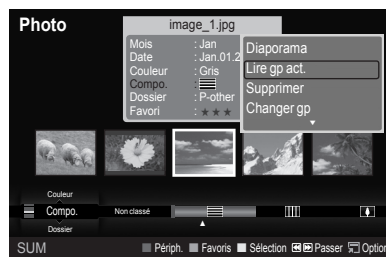 Photo
image_1.jpg
Mois : Jan
Date : Jan.01.2
Couleur : Gris
Compo. :
Dossier : P-other
Favori : ★ ★ ★
Diaporama
Lire gp act.
Supprimer
Changer gp
Couleur
Compo.
Non classé
Dossier
SUM
Périph.
Favoris
Sélection
Passer
Option